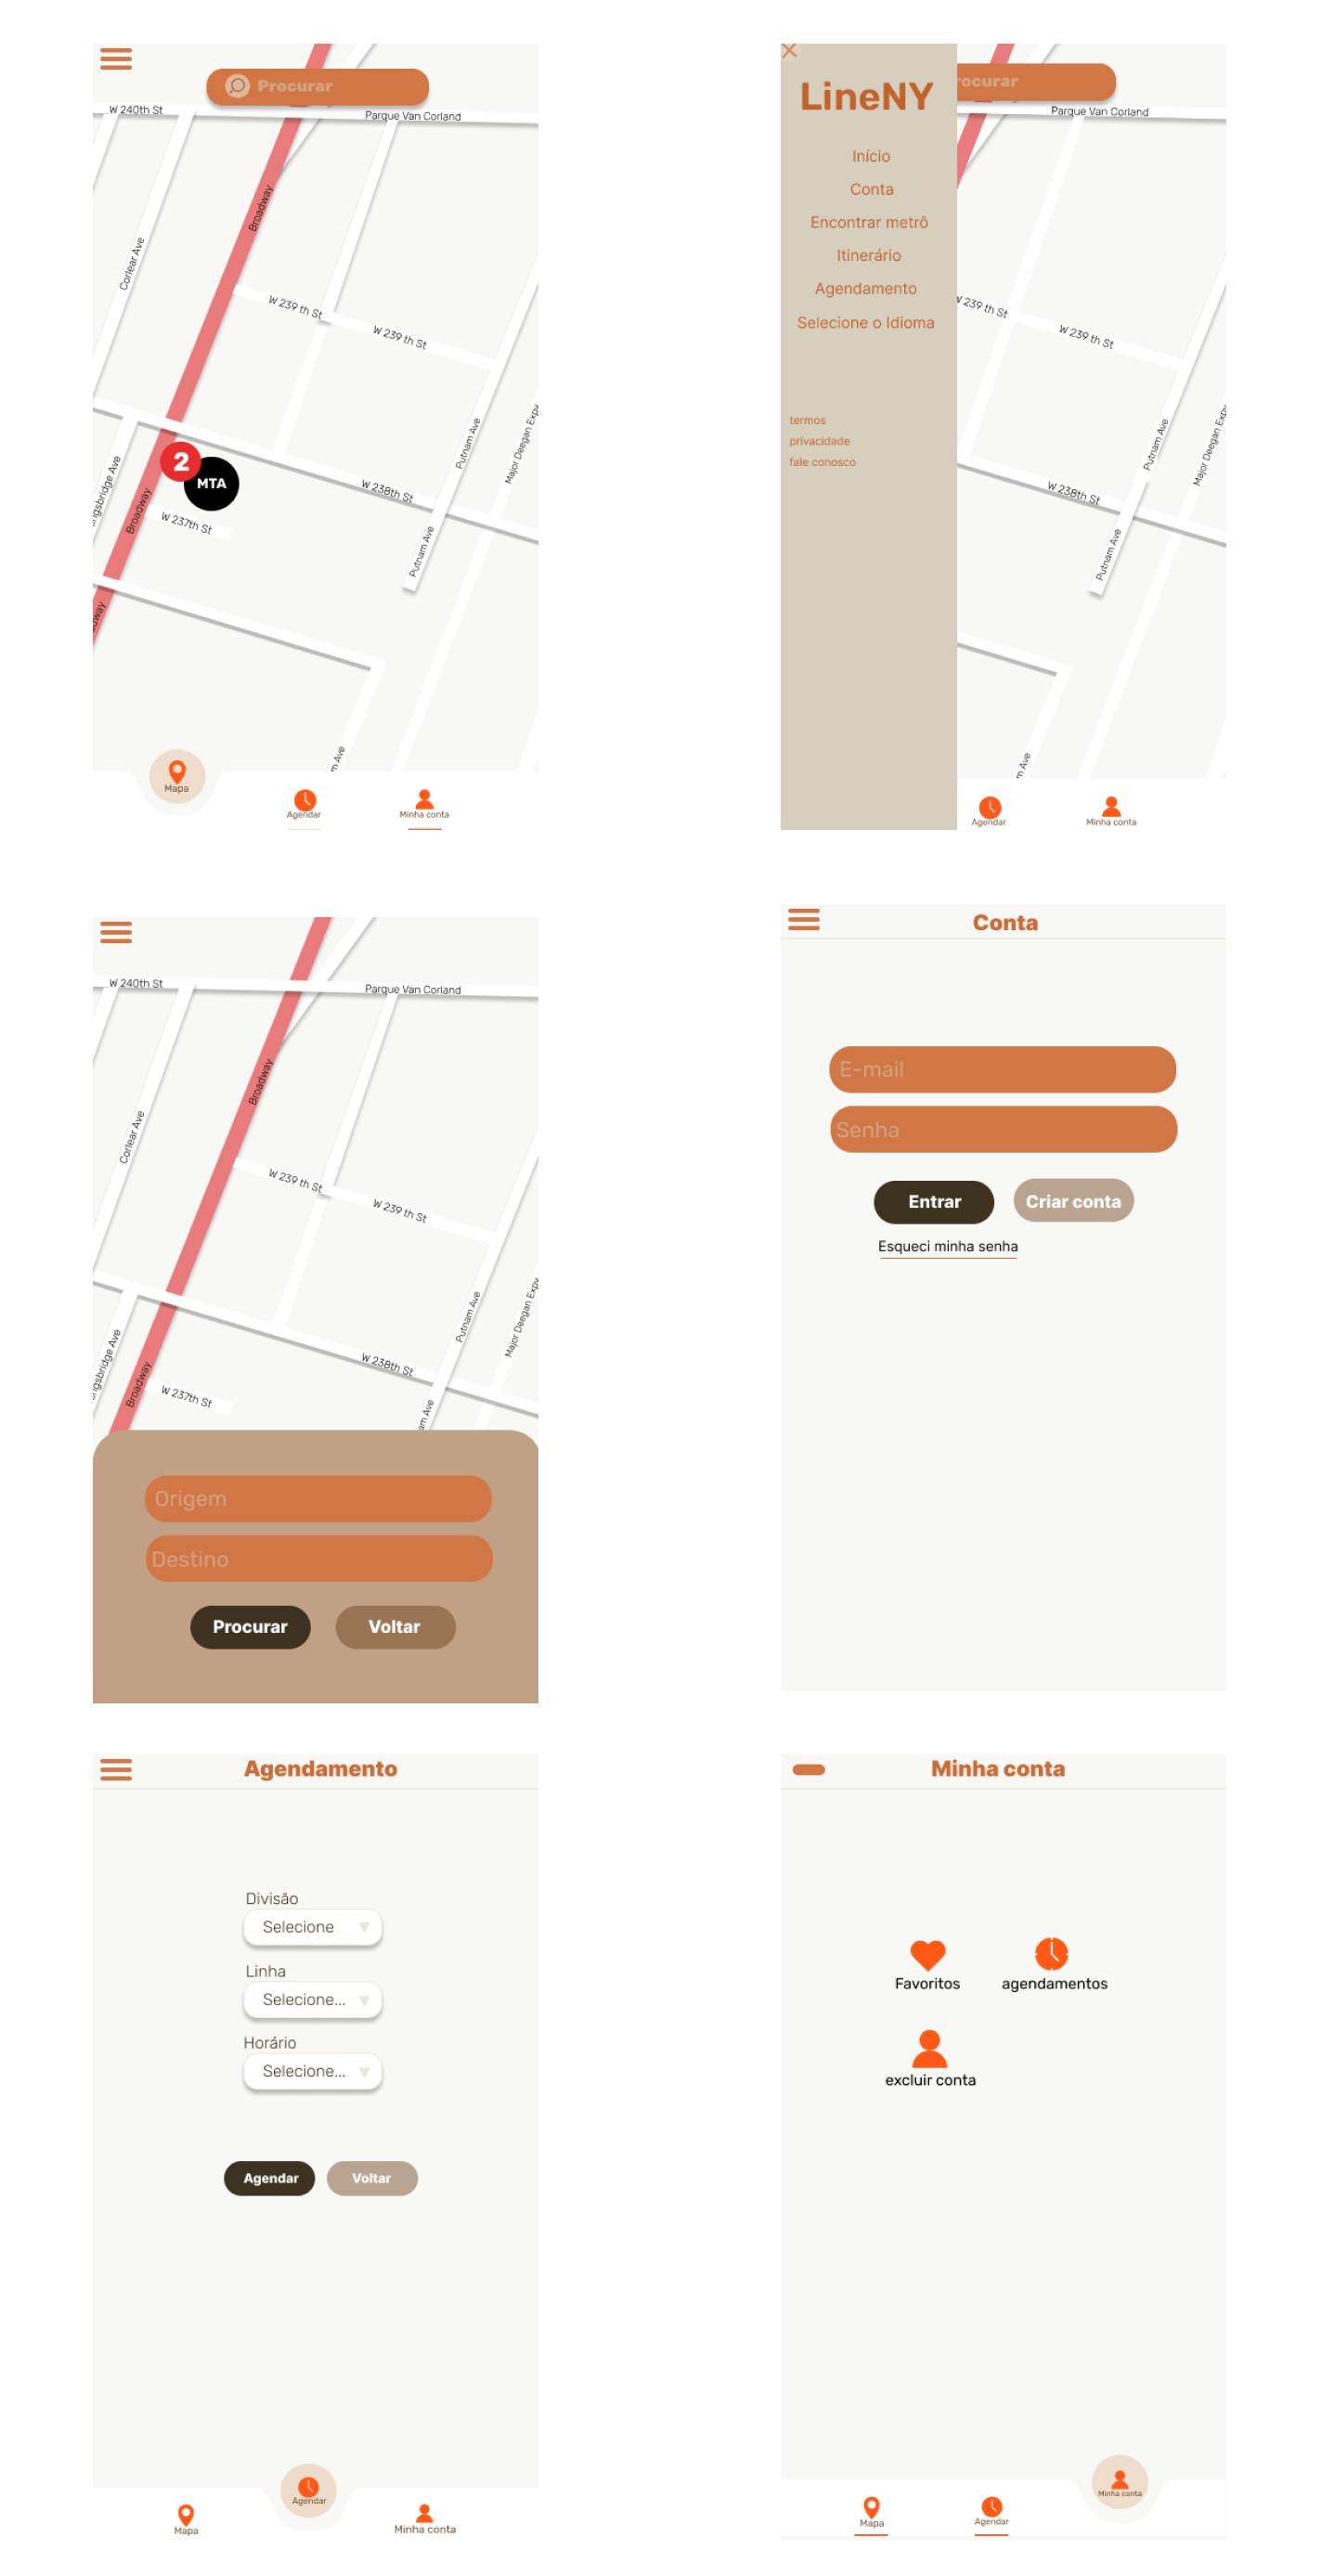 Procurar
W 240th St
Parque Van Corland
Broadway
Corlear Ave
W 239 th St
W 239 th St
Putnam Ave
Major Deegan Expy
2
MTA
W 238th St
ngsbridge Ave
Broadway
W 237th St
Putnam Ave
dway
n Ave
Mapa
Agendar
Minha conta
LineNY
Início
Conta
Encontrar metrô
Itinerário
Agendamento
Selecione o Idioma
termos
privacidade
fale conosco
rocurar
Parque Van Corland
W 239 th St
W 239 th St
Putnam Ave
Major Deegan Expy
W 238th St
Putnam Ave
n Ave
Agendar
Minha conta
W 240th St
Parque Van Corland
Broadway
Corlear Ave
W 239 th St
W 239 th St
Putnam Ave
Major Deegan Expy
W 238th St
ngsbridge Ave
Broadway
W 237th St
am Ave
Origem
Destino
Procurar
Voltar
Conta
E-mail
Senha
Entrar
Criar conta
Esqueci minha senha
Agendamento
Divisão
Selecione
Linha
Selecione...
Horário
Selecione...
Agendar
Voltar
Mapa
Agendar
Minha conta
Minha conta
Favoritos
agendamentos
excluir conta
Mapa
Agendar
Minha conta